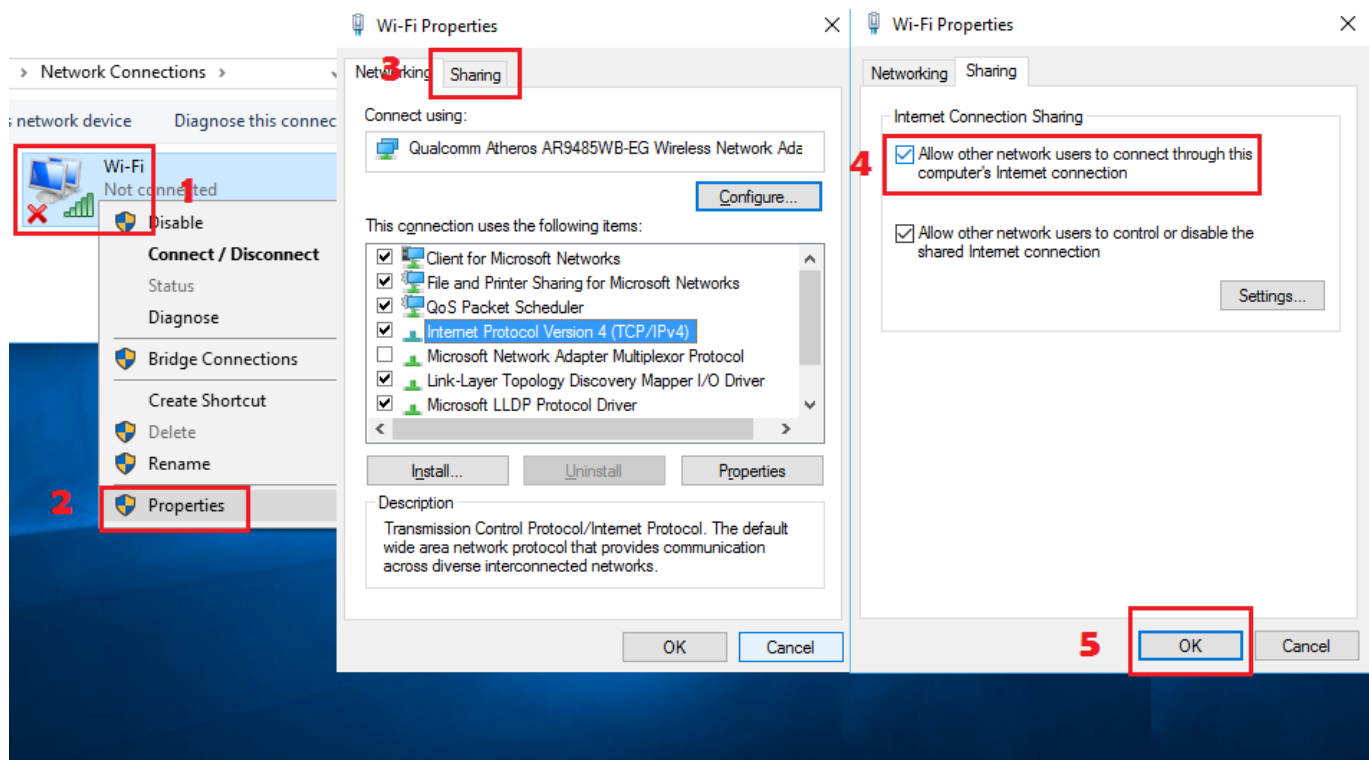 > Network Connections >
s network device Diagnose this connec
Wi-Fi
Not connected
1
Disable
Connect / Disconnect
Status
Diagnose
Bridge Connections
Create Shortcut
Delete
Rename
2
Properties
Wi-Fi Properties
3
Networking Sharing
Connect using:
Qualcomm Atheros AR9485WB-EG Wireless Network Ada
Configure...
This connection uses the following items:
Client for Microsoft Networks
File and Printer Sharing for Microsoft Networks
QoS Packet Scheduler
Internet Protocol Version 4 (TCP/IPv4)
Microsoft Network Adapter Multiplexor Protocol
Link-Layer Topology Discovery Mapper I/O Driver
Microsoft LLDP Protocol Driver
Install... Uninstall Properties
Description
Transmission Control Protocol/Internet Protocol. The default
wide area network protocol that provides communication
across diverse interconnected networks.
OK Cancel
Wi-Fi Properties
Networking Sharing
Internet Connection Sharing
4
Allow other network users to connect through this
computer's Internet connection
Allow other network users to control or disable the
shared Internet connection
Settings...
5
OK Cancel